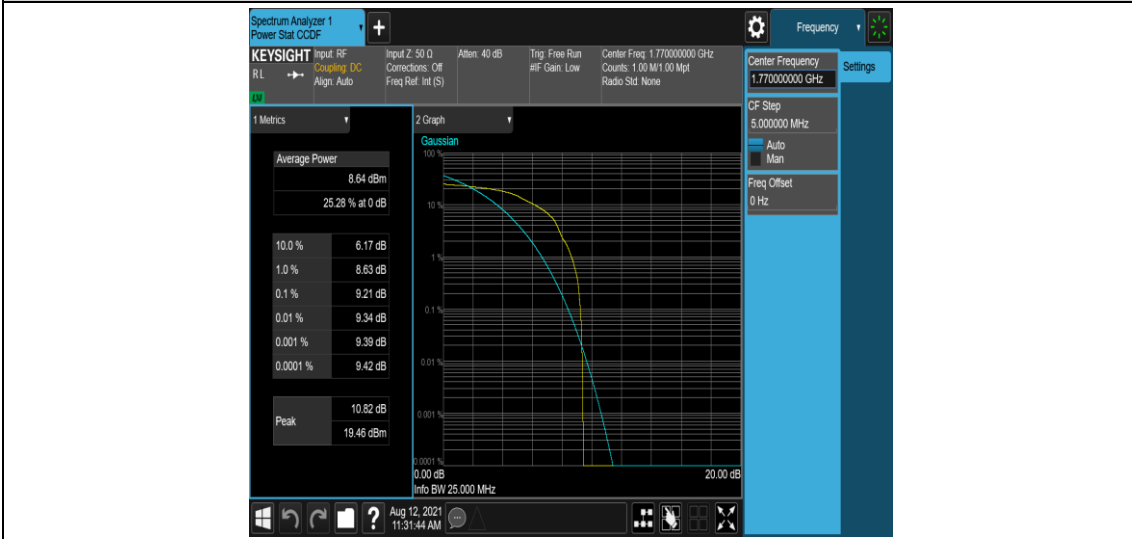 Spectrum Analyzer 1
Power Stat CCDF
+
Frequency
KEYSIGHT
R L
Input: RF
Coupling: DC
Align: Auto
Input Z: 50 Ω
Corrections: Off
Freq Ref: Int (S)
Atten: 40 dB
Trig: Free Run
#IF Gain: Low
Center Freq: 1.770000000 GHz
Counts: 1.00 M/1.00 Mpt
Radio Std: None
Center Frequency
1.770000000 GHz
Settings
CF Step
5.000000 MHz
Auto
Man
Freq Offset
0 Hz
1 Metrics
Average Power
8.64 dBm
25.28 % at 0 dB
10.0 % 6.17 dB
1.0 % 8.63 dB
0.1 % 9.21 dB
0.01 % 9.34 dB
0.001 % 9.39 dB
0.0001 % 9.42 dB
Peak
10.82 dB
19.46 dBm
2 Graph
Gaussian
100 %
10 %
1 %
0.1 %
0.01 %
0.001 %
0.0001 %
0.00 dB 20.00 dB
Info BW 25.000 MHz
?
Aug 12, 2021
11:31:44 AM